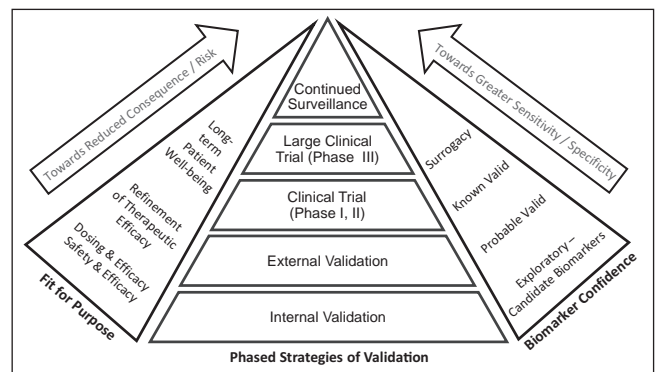 Towards Reduced Consequence / Risk
Long-
term
Patient
Well-being
Refinement
of Therapeutic
Efficacy
Dosing & Efficacy
Safety & Efficacy
Fit for Purpose
Continued
Surveillance
Large Clinical
Trial (Phase III)
Clinical Trial
(Phase I, II)
External Validation
Internal Validation
Phased Strategies of Validation
Towards Greater Sensitivity / Specificity
Surrogacy
Known Valid
Probable Valid
Exploratory –
Candidate Biomarkers
Biomarker Confidence